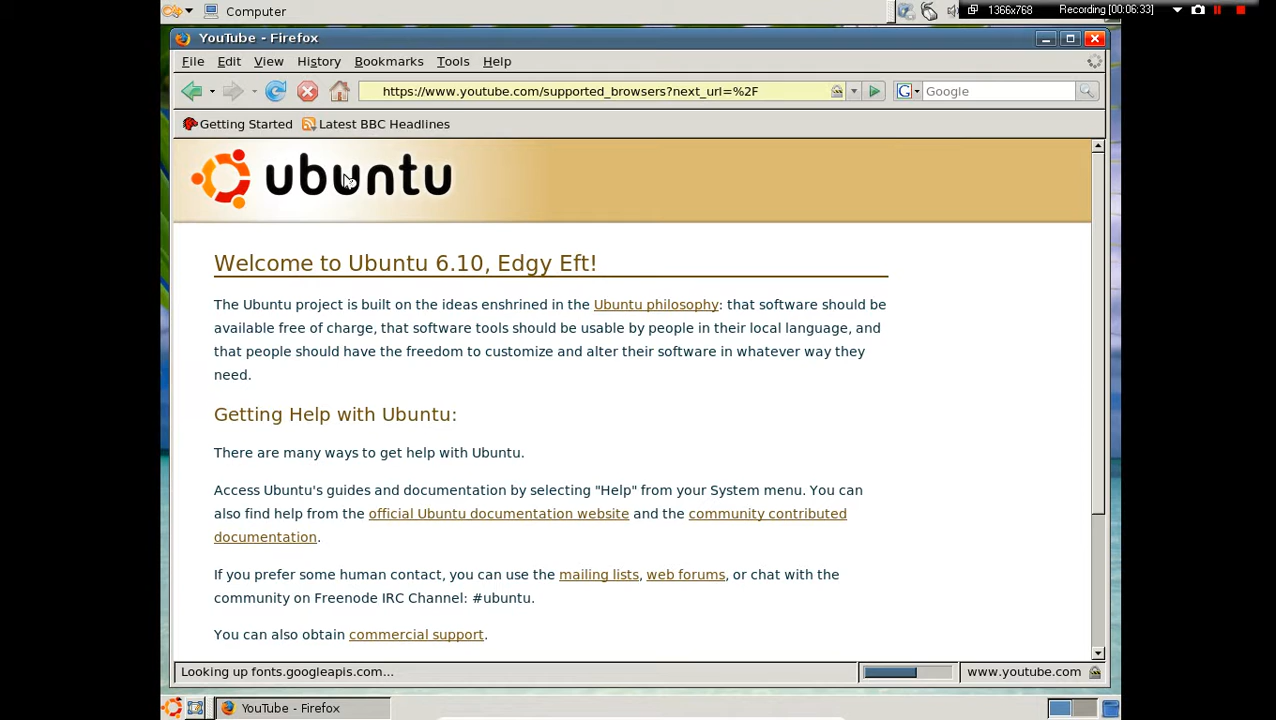 Computer
1366x768
Recording [00:06:33]
YouTube - Firefox
File Edit View History Bookmarks Tools Help
https://www.youtube.com/supported_browsers?next_url=%2F
G
Google
Getting Started
Latest BBC Headlines
ubuntu
Welcome to Ubuntu 6.10, Edgy Eft!
The Ubuntu project is built on the ideas enshrined in the Ubuntu philosophy: that software should be
available free of charge, that software tools should be usable by people in their local language, and
that people should have the freedom to customize and alter their software in whatever way they
need.
Getting Help with Ubuntu:
There are many ways to get help with Ubuntu.
Access Ubuntu's guides and documentation by selecting "Help" from your System menu. You can
also find help from the official Ubuntu documentation website and the community contributed
documentation.
If you prefer some human contact, you can use the mailing lists, web forums, or chat with the
community on Freenode IRC Channel: #ubuntu.
You can also obtain commercial support.
Looking up fonts.googleapis.com...
www.youtube.com
YouTube - Firefox